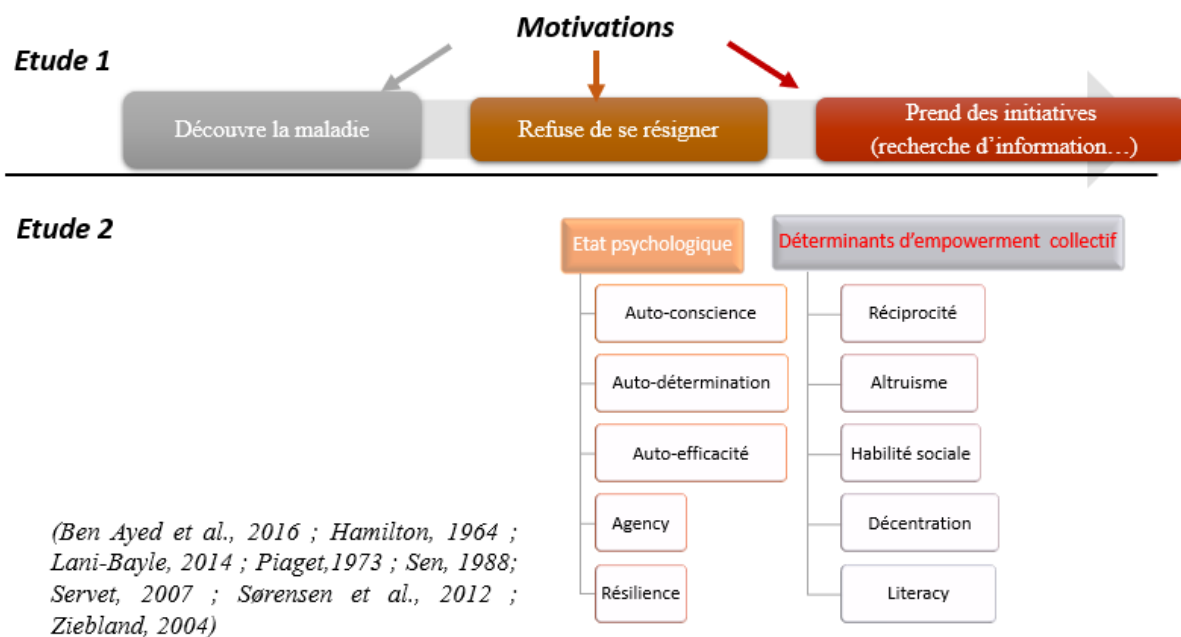 Motivations
Etude 1
Découvre la maladie
Refuse de se résigner
Prend des initiatives
(recherche d'information…)
Etude 2
Etat psychologique
Auto-conscience
Auto-détermination
Auto-efficacité
Agency
Résilience
Déterminants d'empowerment collectif
Réciprocité
Altruisme
Habilité sociale
Décentration
Literacy
(Ben Ayed et al., 2016 ; Hamilton, 1964 ;
Lani-Bayle, 2014 ; Piaget,1973 ; Sen, 1988;
Servet, 2007 ; Sørensen et al., 2012 ;
Ziebland, 2004)